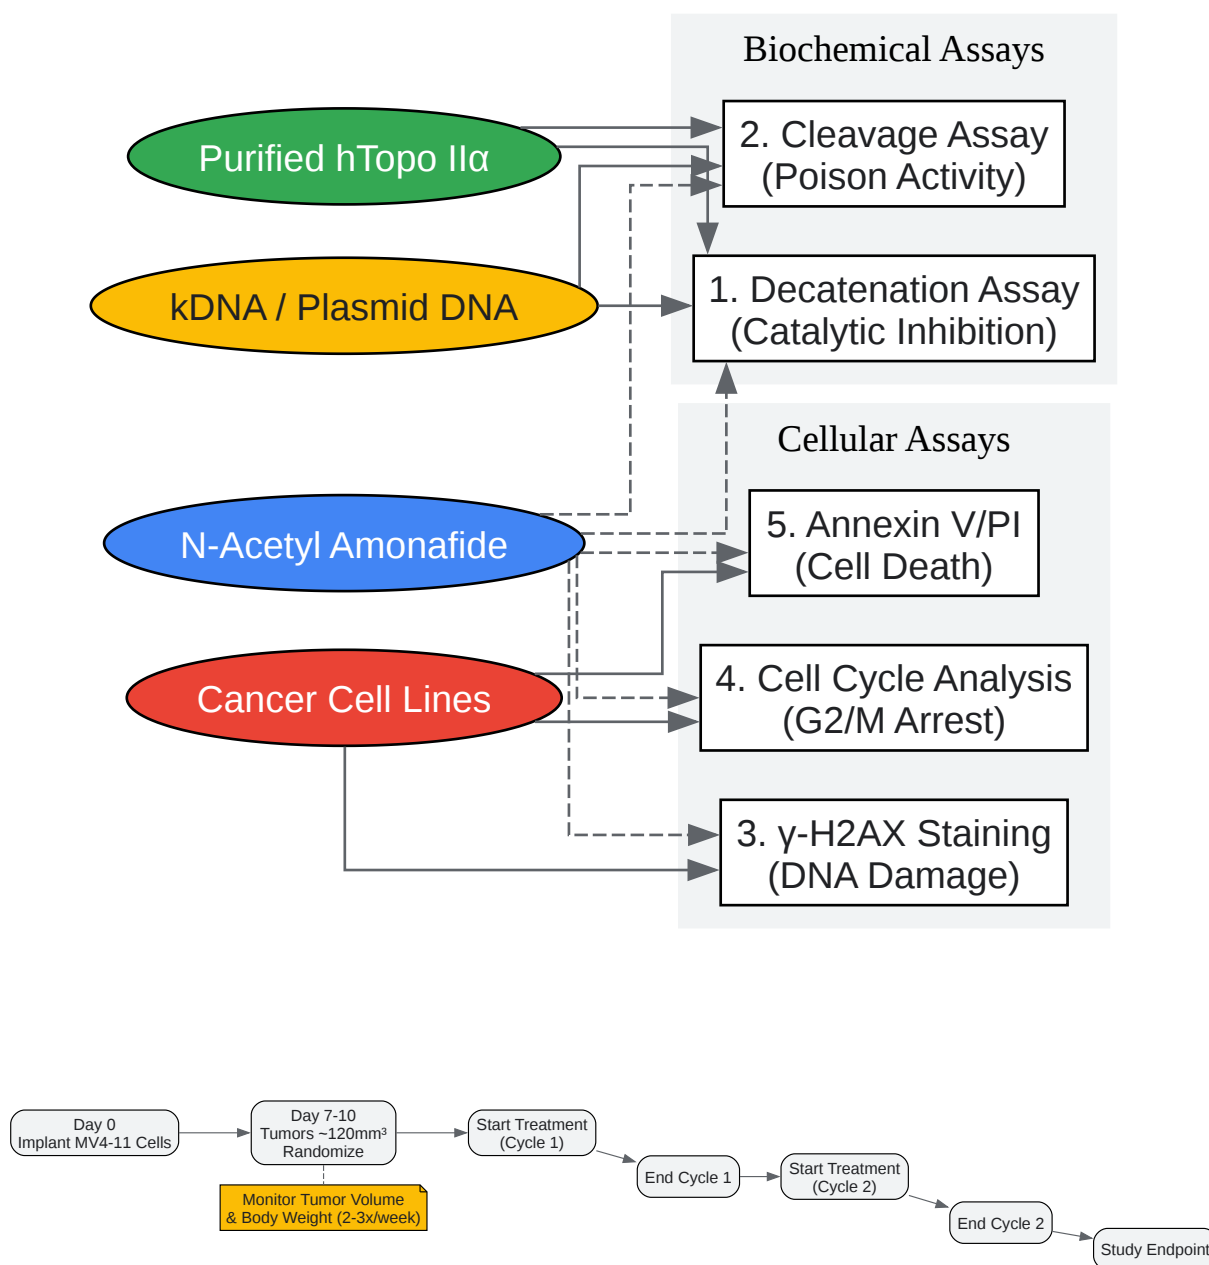 Biochemical Assays
Purified hTopo IIα
2. Cleavage Assay
(Poison Activity)
kDNA / Plasmid DNA
1. Decatenation Assay
(Catalytic Inhibition)
Cellular Assays
N-Acetyl Amonafide
5. Annexin V/PI
(Cell Death)
Cancer Cell Lines
4. Cell Cycle Analysis
(G2/M Arrest)
3. γ-H2AX Staining
(DNA Damage)
Day 0
Implant MV4-11 Cells
Day 7-10
Tumors ~120mm³
Randomize
Monitor Tumor Volume
& Body Weight (2-3x/week)
Start Treatment
(Cycle 1)
End Cycle 1
Start Treatment
(Cycle 2)
End Cycle 2
Study Endpoint